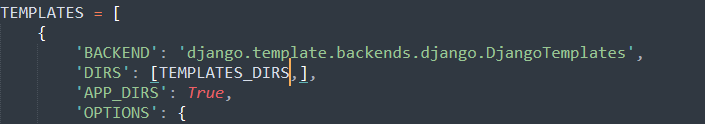 TEMPLATES = [
    {
        'BACKEND': 'django.template.backends.django.DjangoTemplates',
        'DIRS': [TEMPLATES_DIRS,],
        'APP_DIRS': True,
        'OPTIONS': {